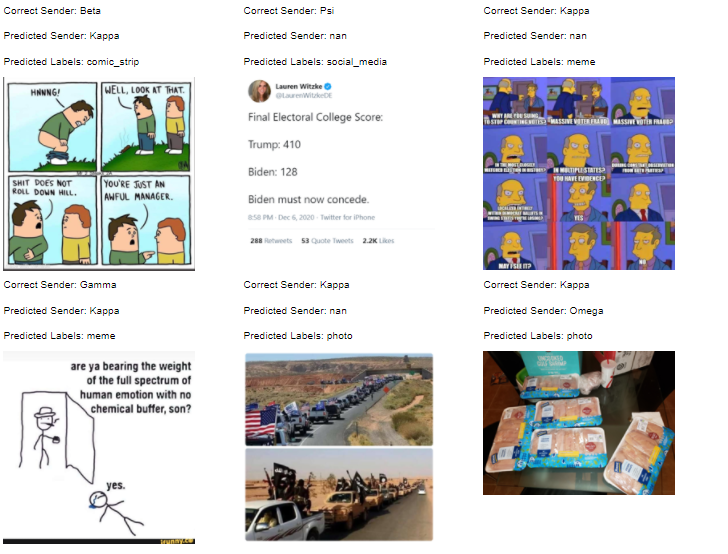 Correct Sender: Beta
Predicted Sender: Kappa
Predicted Labels: comic_strip
HNNNG!
WELL, LOOK AT THAT.
SHIT DOES NOT
ROLL DOWN HILL.
YOU'RE JUST AN
AWFUL MANAGER.
Correct Sender: Psi
Predicted Sender: nan
Predicted Labels: social_media
Lauren Witzke
@LaurenWitzkeDE
Final Electoral College Score:
Trump: 410
Biden: 128
Biden must now concede.
8:58 PM · Dec 6, 2020 · Twitter for iPhone
288 Retweets 53 Quote Tweets 2.2K Likes
Correct Sender: Kappa
Predicted Sender: nan
Predicted Labels: meme
WHY ARE YOU SUING
TO STOP COUNTING VOTES?
MASSIVE VOTER FRAUD.
MASSIVE VOTER FRAUD?
IN THE MOST CLOSELY
WATCHED ELECTION IN HISTORY?
IN MULTIPLE STATES?
DURING CONSTANT OBSERVATION
FROM BOTH PARTIES?
YOU HAVE EVIDENCE?
YES
MAY I SEE IT?
NO
Correct Sender: Gamma
Predicted Sender: Kappa
Predicted Labels: meme
are ya bearing the weight
of the full spectrum of
human emotion with no
chemical buffer, son?
yes.
ifunny.co
Correct Sender: Kappa
Predicted Sender: nan
Predicted Labels: photo
Correct Sender: Kappa
Predicted Sender: Omega
Predicted Labels: photo